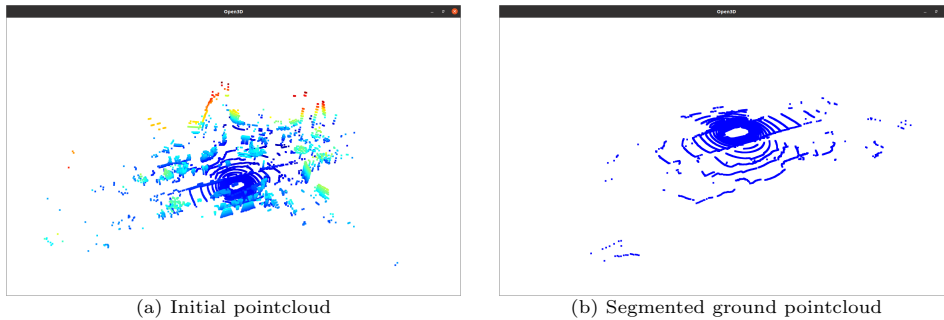 Open3D
Open3D
(a) Initial pointcloud
(b) Segmented ground pointcloud